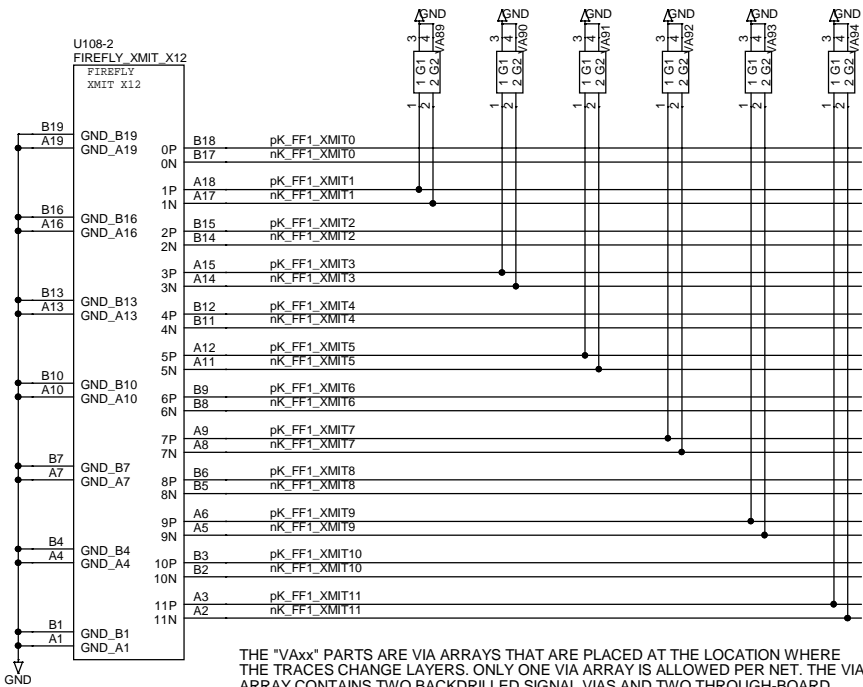 GND GND GND GND GND GND
3 4 3 4 3 4 3 4 3 4 3 4
VA89 VA90 VA91 VA92 VA93 VA94
1 G1 1 G1 1 G1 1 G1 1 G1 1 G1
2 G2 2 G2 2 G2 2 G2 2 G2 2 G2
1 2 1 2 1 2 1 2 1 2 1 2
U108-2
FIREFLY_XMIT_X12
FIREFLY
XMIT X12
B19 GND_B19
A19 GND_A19
0P B18 pK_FF1_XMIT0
0N B17 nK_FF1_XMIT0
1P A18 pK_FF1_XMIT1
1N A17 nK_FF1_XMIT1
B16 GND_B16
A16 GND_A16
2P B15 pK_FF1_XMIT2
2N B14 nK_FF1_XMIT2
3P A15 pK_FF1_XMIT3
3N A14 nK_FF1_XMIT3
B13 GND_B13
A13 GND_A13
4P B12 pK_FF1_XMIT4
4N B11 nK_FF1_XMIT4
5P A12 pK_FF1_XMIT5
5N A11 nK_FF1_XMIT5
B10 GND_B10
A10 GND_A10
6P B9 pK_FF1_XMIT6
6N B8 nK_FF1_XMIT6
7P A9 pK_FF1_XMIT7
7N A8 nK_FF1_XMIT7
B7 GND_B7
A7 GND_A7
8P B6 pK_FF1_XMIT8
8N B5 nK_FF1_XMIT8
9P A6 pK_FF1_XMIT9
9N A5 nK_FF1_XMIT9
B4 GND_B4
A4 GND_A4
10P B3 pK_FF1_XMIT10
10N B2 nK_FF1_XMIT10
11P A3 pK_FF1_XMIT11
11N A2 nK_FF1_XMIT11
B1 GND_B1
A1 GND_A1
GND
THE "VAxx" PARTS ARE VIA ARRAYS THAT ARE PLACED AT THE LOCATION WHERE
THE TRACES CHANGE LAYERS. ONLY ONE VIA ARRAY IS ALLOWED PER NET. THE VIA
ARRAY CONTAINS TWO BACKDRILLED SIGNAL VIAS AND TWO THROUGH-BOARD